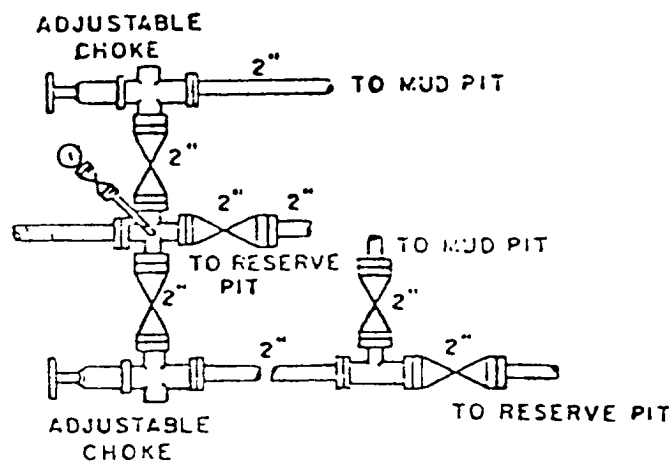 ADJUSTABLE
CHOKE
2"
TO MUD PIT
2"
2"
2"
TO RESERVE
PIT
TO MUD PIT
2"
2"
2"
2"
TO RESERVE PIT
ADJUSTABLE
CHOKE